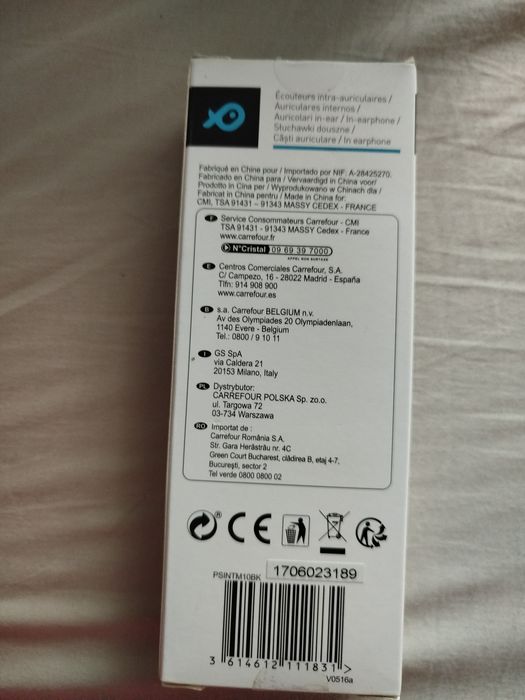 Écouteurs intra-auriculaires /
Auriculares internos /
Auricolari in-ear / In-earphone /
Słuchawki douszne /
Căști auriculare / In earphone
Fabriqué en Chine pour / Importado por NIF: A-28425270.
Fabricado en China para / Vervaardigd in China voor/
Prodotto in Cina per / Wyprodukowano w Chinach dla /
Fabricat in China pentru / Made in China for:
CMI, TSA 91431 – 91343 MASSY CEDEX - FRANCE
F Service Consommateurs Carrefour - CMI
TSA 91431 - 91343 MASSY Cedex - France
www.carrefour.fr
N°Cristal 09 69 39 7000
APPEL NON SURTAXE
E Centros Comerciales Carrefour, S.A.
C/ Campezo, 16 - 28022 Madrid - España
Tlfn: 914 908 900
www.carrefour.es
B s.a. Carrefour BELGIUM n.v.
Av des Olympiades 20 Olympiadenlaan,
1140 Evere - Belgium
Tel.: 0800 / 9 10 11
I GS SpA
via Caldera 21
20153 Milano, Italy
PL Dystrybutor:
CARREFOUR POLSKA Sp. zo.o.
ul. Targowa 72
03-734 Warszawa
RO Importat de :
Carrefour România S.A.
Str. Gara Herăstrău nr. 4C
Green Court Bucharest, clădirea B, etaj 4-7,
București, sector 2
Tel verde 0800 0800 02
® CE
PSINTM10BK 1706023189
3 614612 111831 >
V0516a